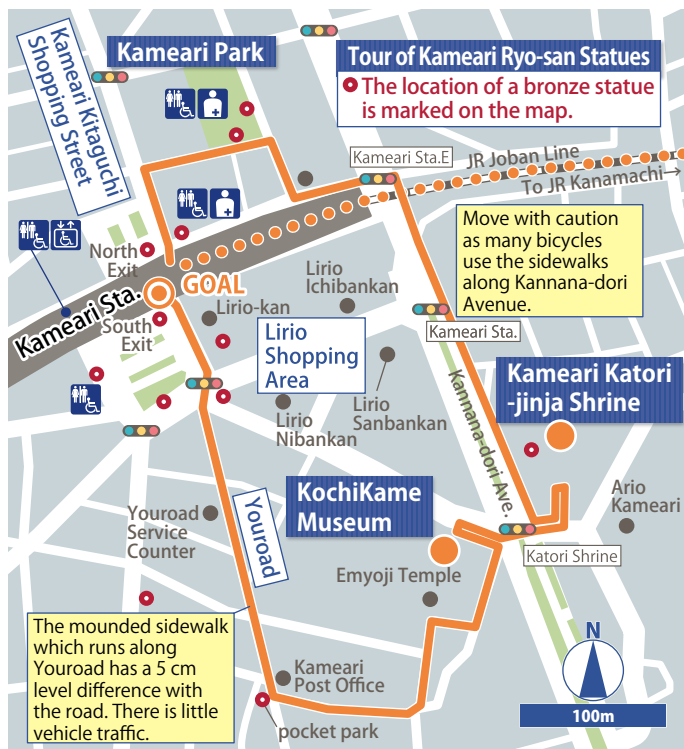 Kameari Kitaguchi
Shopping Street
Kameari Park
Tour of Kameari Ryo-san Statues
The location of a bronze statue
is marked on the map.
Kameari Sta.E
JR Joban Line
To JR Kanamachi→
Move with caution
as many bicycles
use the sidewalks
along Kannana-dori
Avenue.
North
Exit
GOAL
Kameari Sta.
South
Exit
Lirio-kan
Lirio
Ichibankan
Lirio
Shopping
Area
Kameari Sta.
Lirio
Sanbankan
Lirio
Nibankan
Kannana-dori Ave.
Kameari Katori
-jinja Shrine
KochiKame
Museum
Youroad
Youroad
Service
Counter
Ario
Kameari
Katori Shrine
Emyoji Temple
The mounded sidewalk
which runs along
Youroad has a 5 cm
level difference with
the road. There is little
vehicle traffic.
Kameari
Post Office
pocket park
N
100m